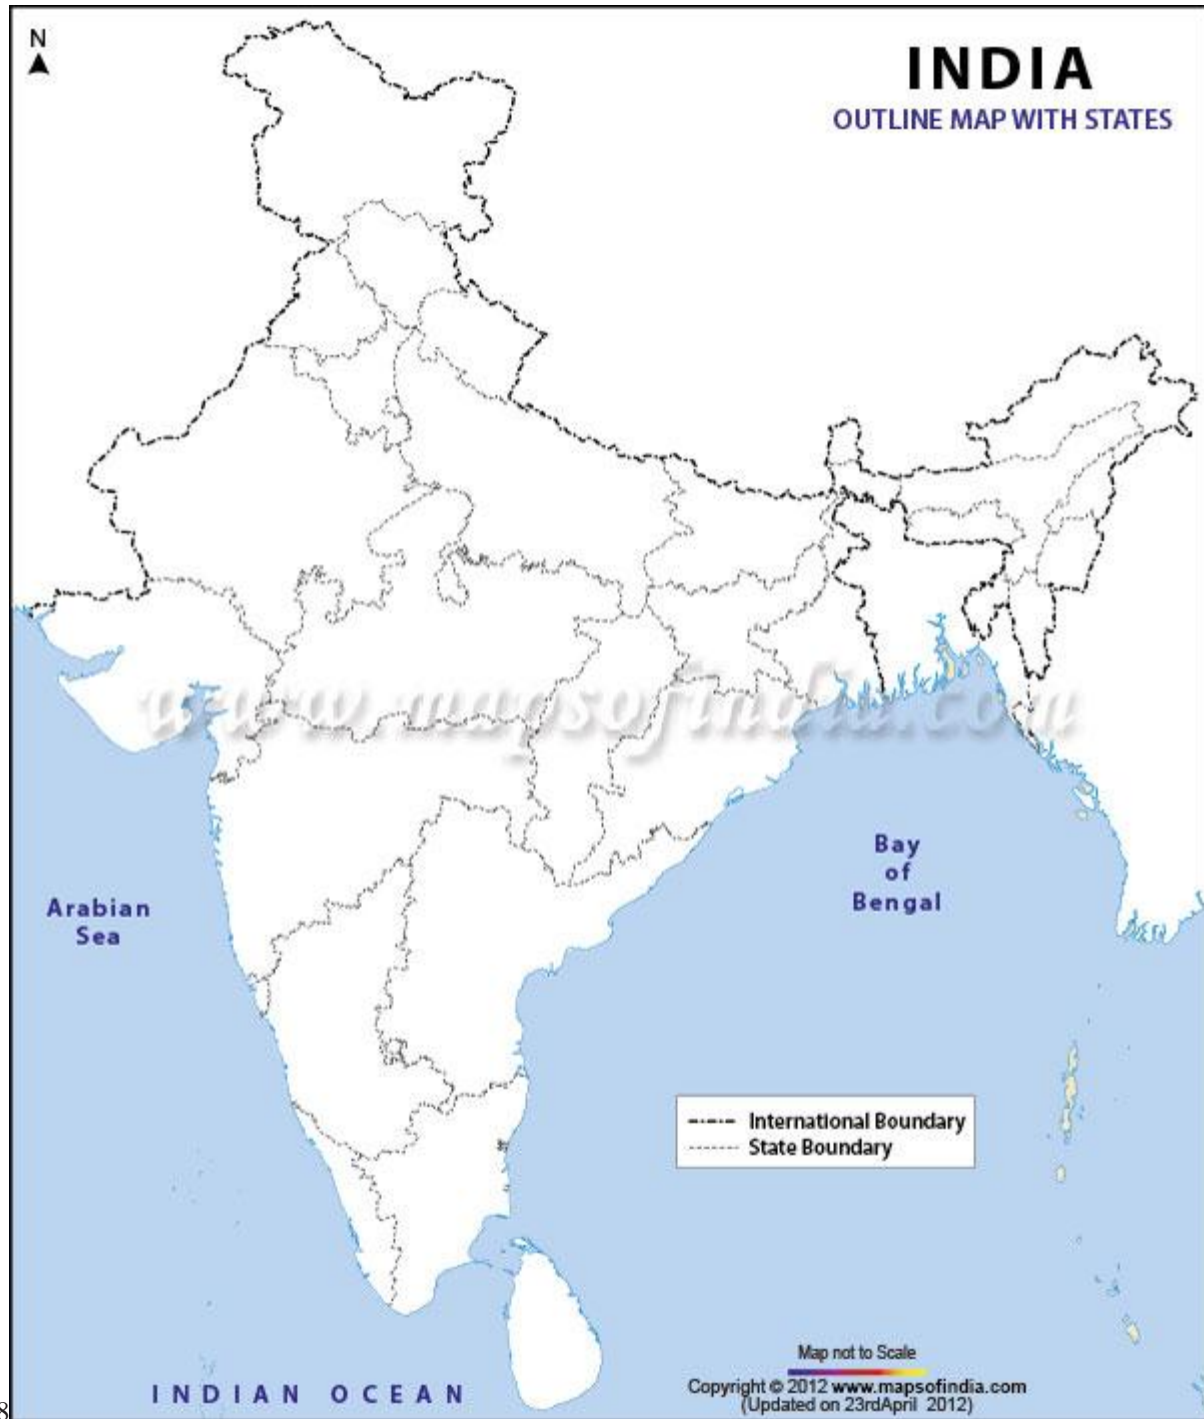 N
INDIA
OUTLINE MAP WITH STATES
www.mapsofindia.com
Bay
of
Bengal
Arabian
Sea
International Boundary
State Boundary
Map not to Scale
INDIAN OCEAN
Copyright © 2012 www.mapsofindia.com
(Updated on 23rdApril 2012)
8